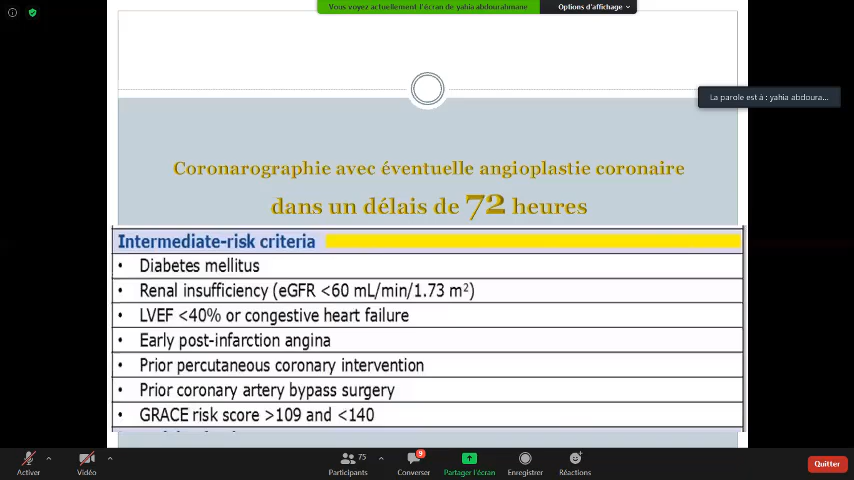 Vous voyez actuellement l'écran de yahia abdourahmane
Options d'affichage
La parole est à : yahia abdoura...
Coronarographie avec éventuelle angioplastie coronaire
dans un délais de 72 heures
Intermediate-risk criteria
• Diabetes mellitus
• Renal insufficiency (eGFR <60 mL/min/1.73 m²)
• LVEF <40% or congestive heart failure
• Early post-infarction angina
• Prior percutaneous coronary intervention
• Prior coronary artery bypass surgery
• GRACE risk score >109 and <140
75
9
Activer
Vidéo
Participants
Converser
Partager l'écran
Enregistrer
Réactions
Quitter